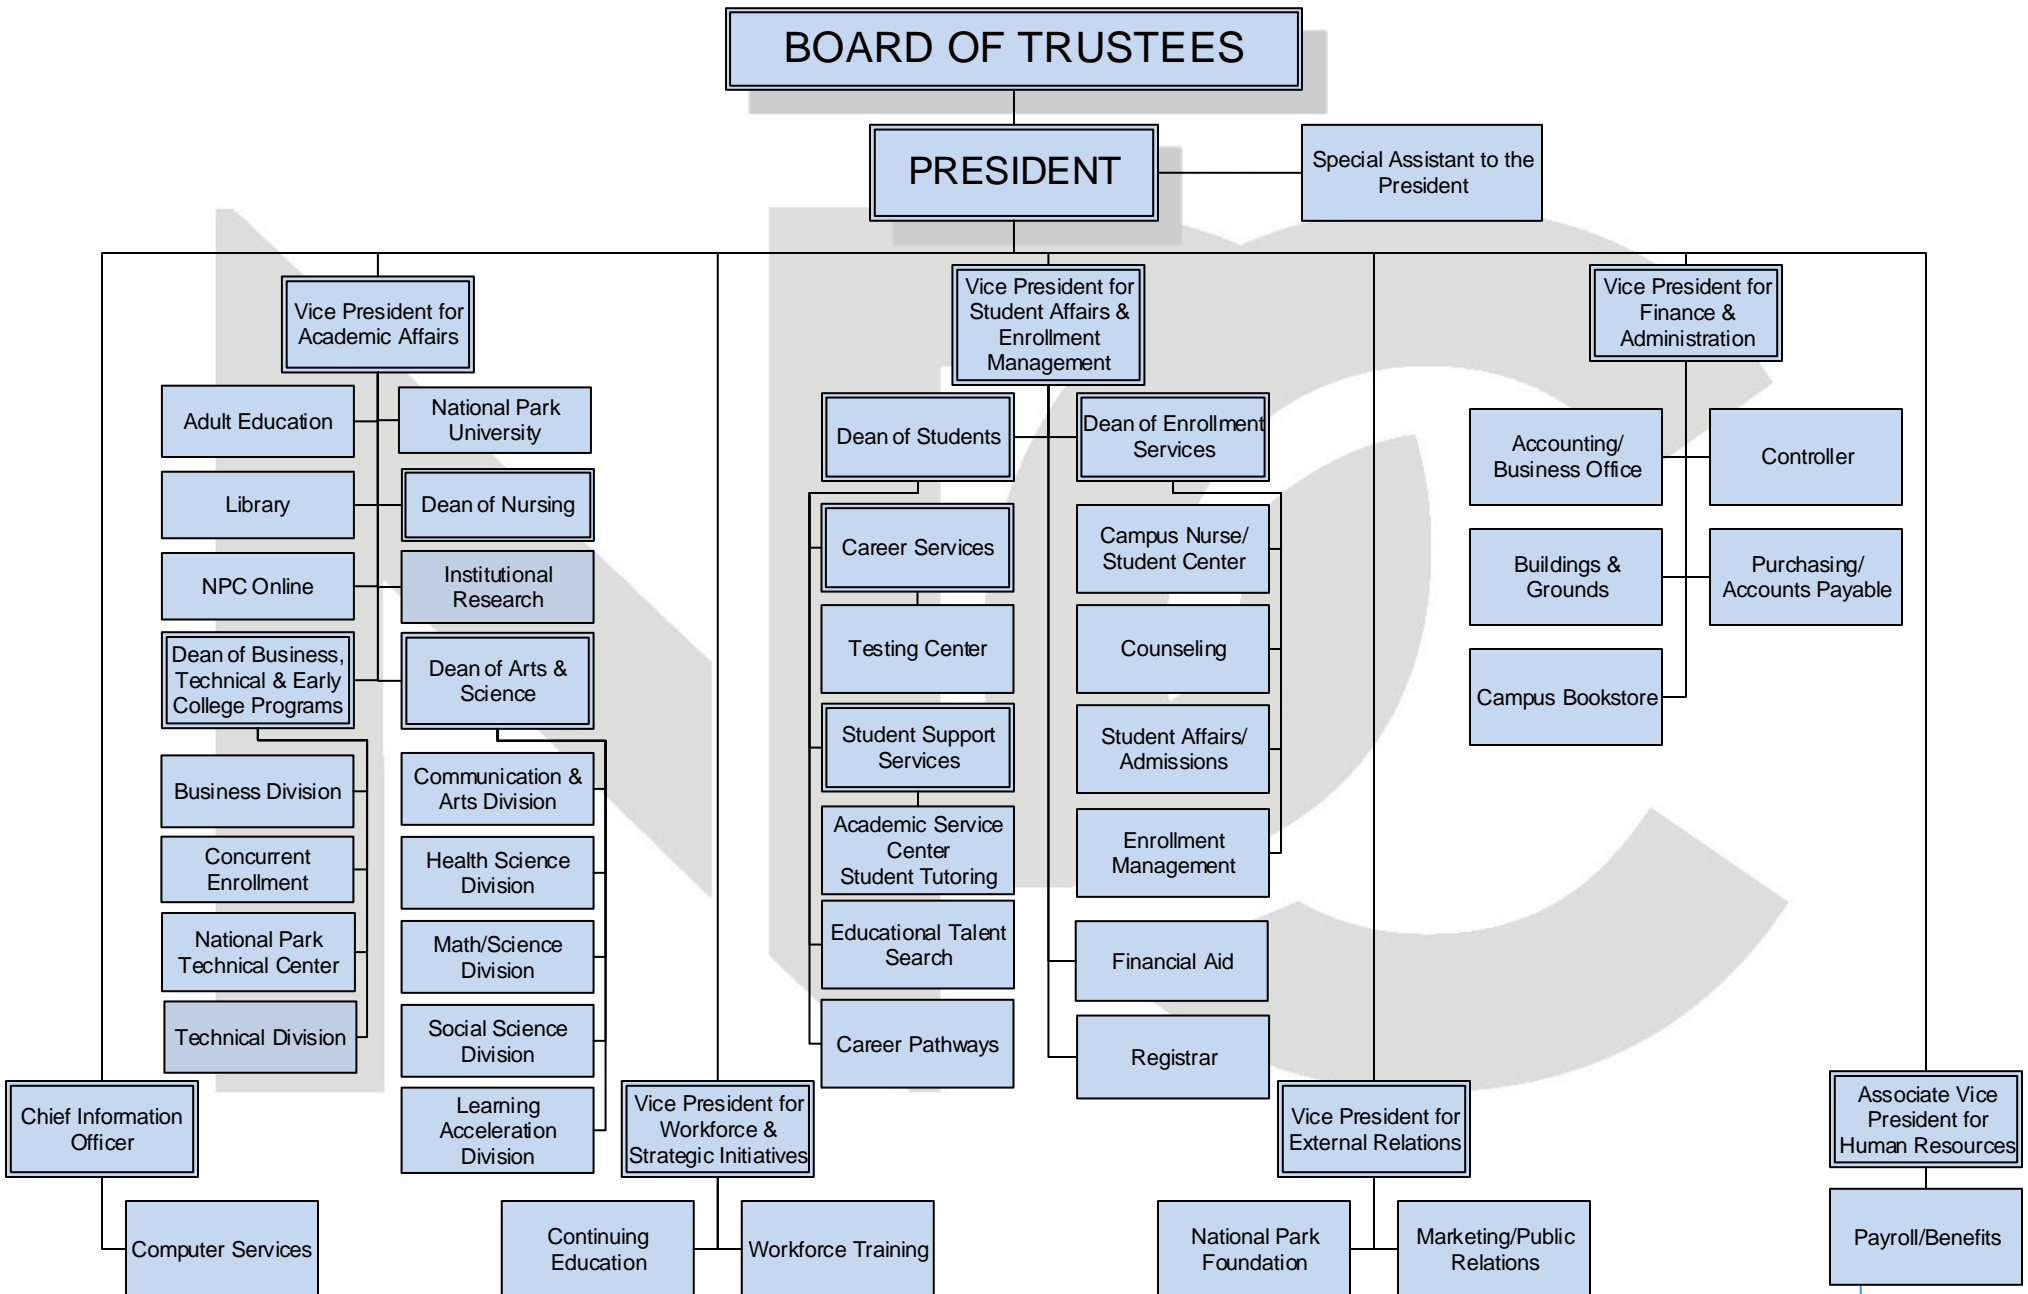 BOARD OF TRUSTEES
PRESIDENT
Special Assistant to the
President
Vice President for
Academic Affairs
Vice President for
Student Affairs &
Enrollment
Management
Vice President for
Finance &
Administration
Adult Education
National Park
University
Library
Dean of Nursing
NPC Online
Institutional
Research
Dean of Business,
Technical & Early
College Programs
Dean of Arts &
Science
Business Division
Concurrent
Enrollment
National Park
Technical Center
Technical Division
Communication &
Arts Division
Health Science
Division
Math/Science
Division
Social Science
Division
Learning
Acceleration
Division
Dean of Students
Dean of Enrollment
Services
Career Services
Testing Center
Student Support
Services
Academic Service
Center
Student Tutoring
Educational Talent
Search
Career Pathways
Campus Nurse/
Student Center
Counseling
Student Affairs/
Admissions
Enrollment
Management
Financial Aid
Registrar
Accounting/
Business Office
Controller
Buildings &
Grounds
Purchasing/
Accounts Payable
Campus Bookstore
Chief Information
Officer
Computer Services
Vice President for
Workforce &
Strategic Initiatives
Continuing
Education
Workforce Training
Vice President for
External Relations
National Park
Foundation
Marketing/Public
Relations
Associate Vice
President for
Human Resources
Payroll/Benefits